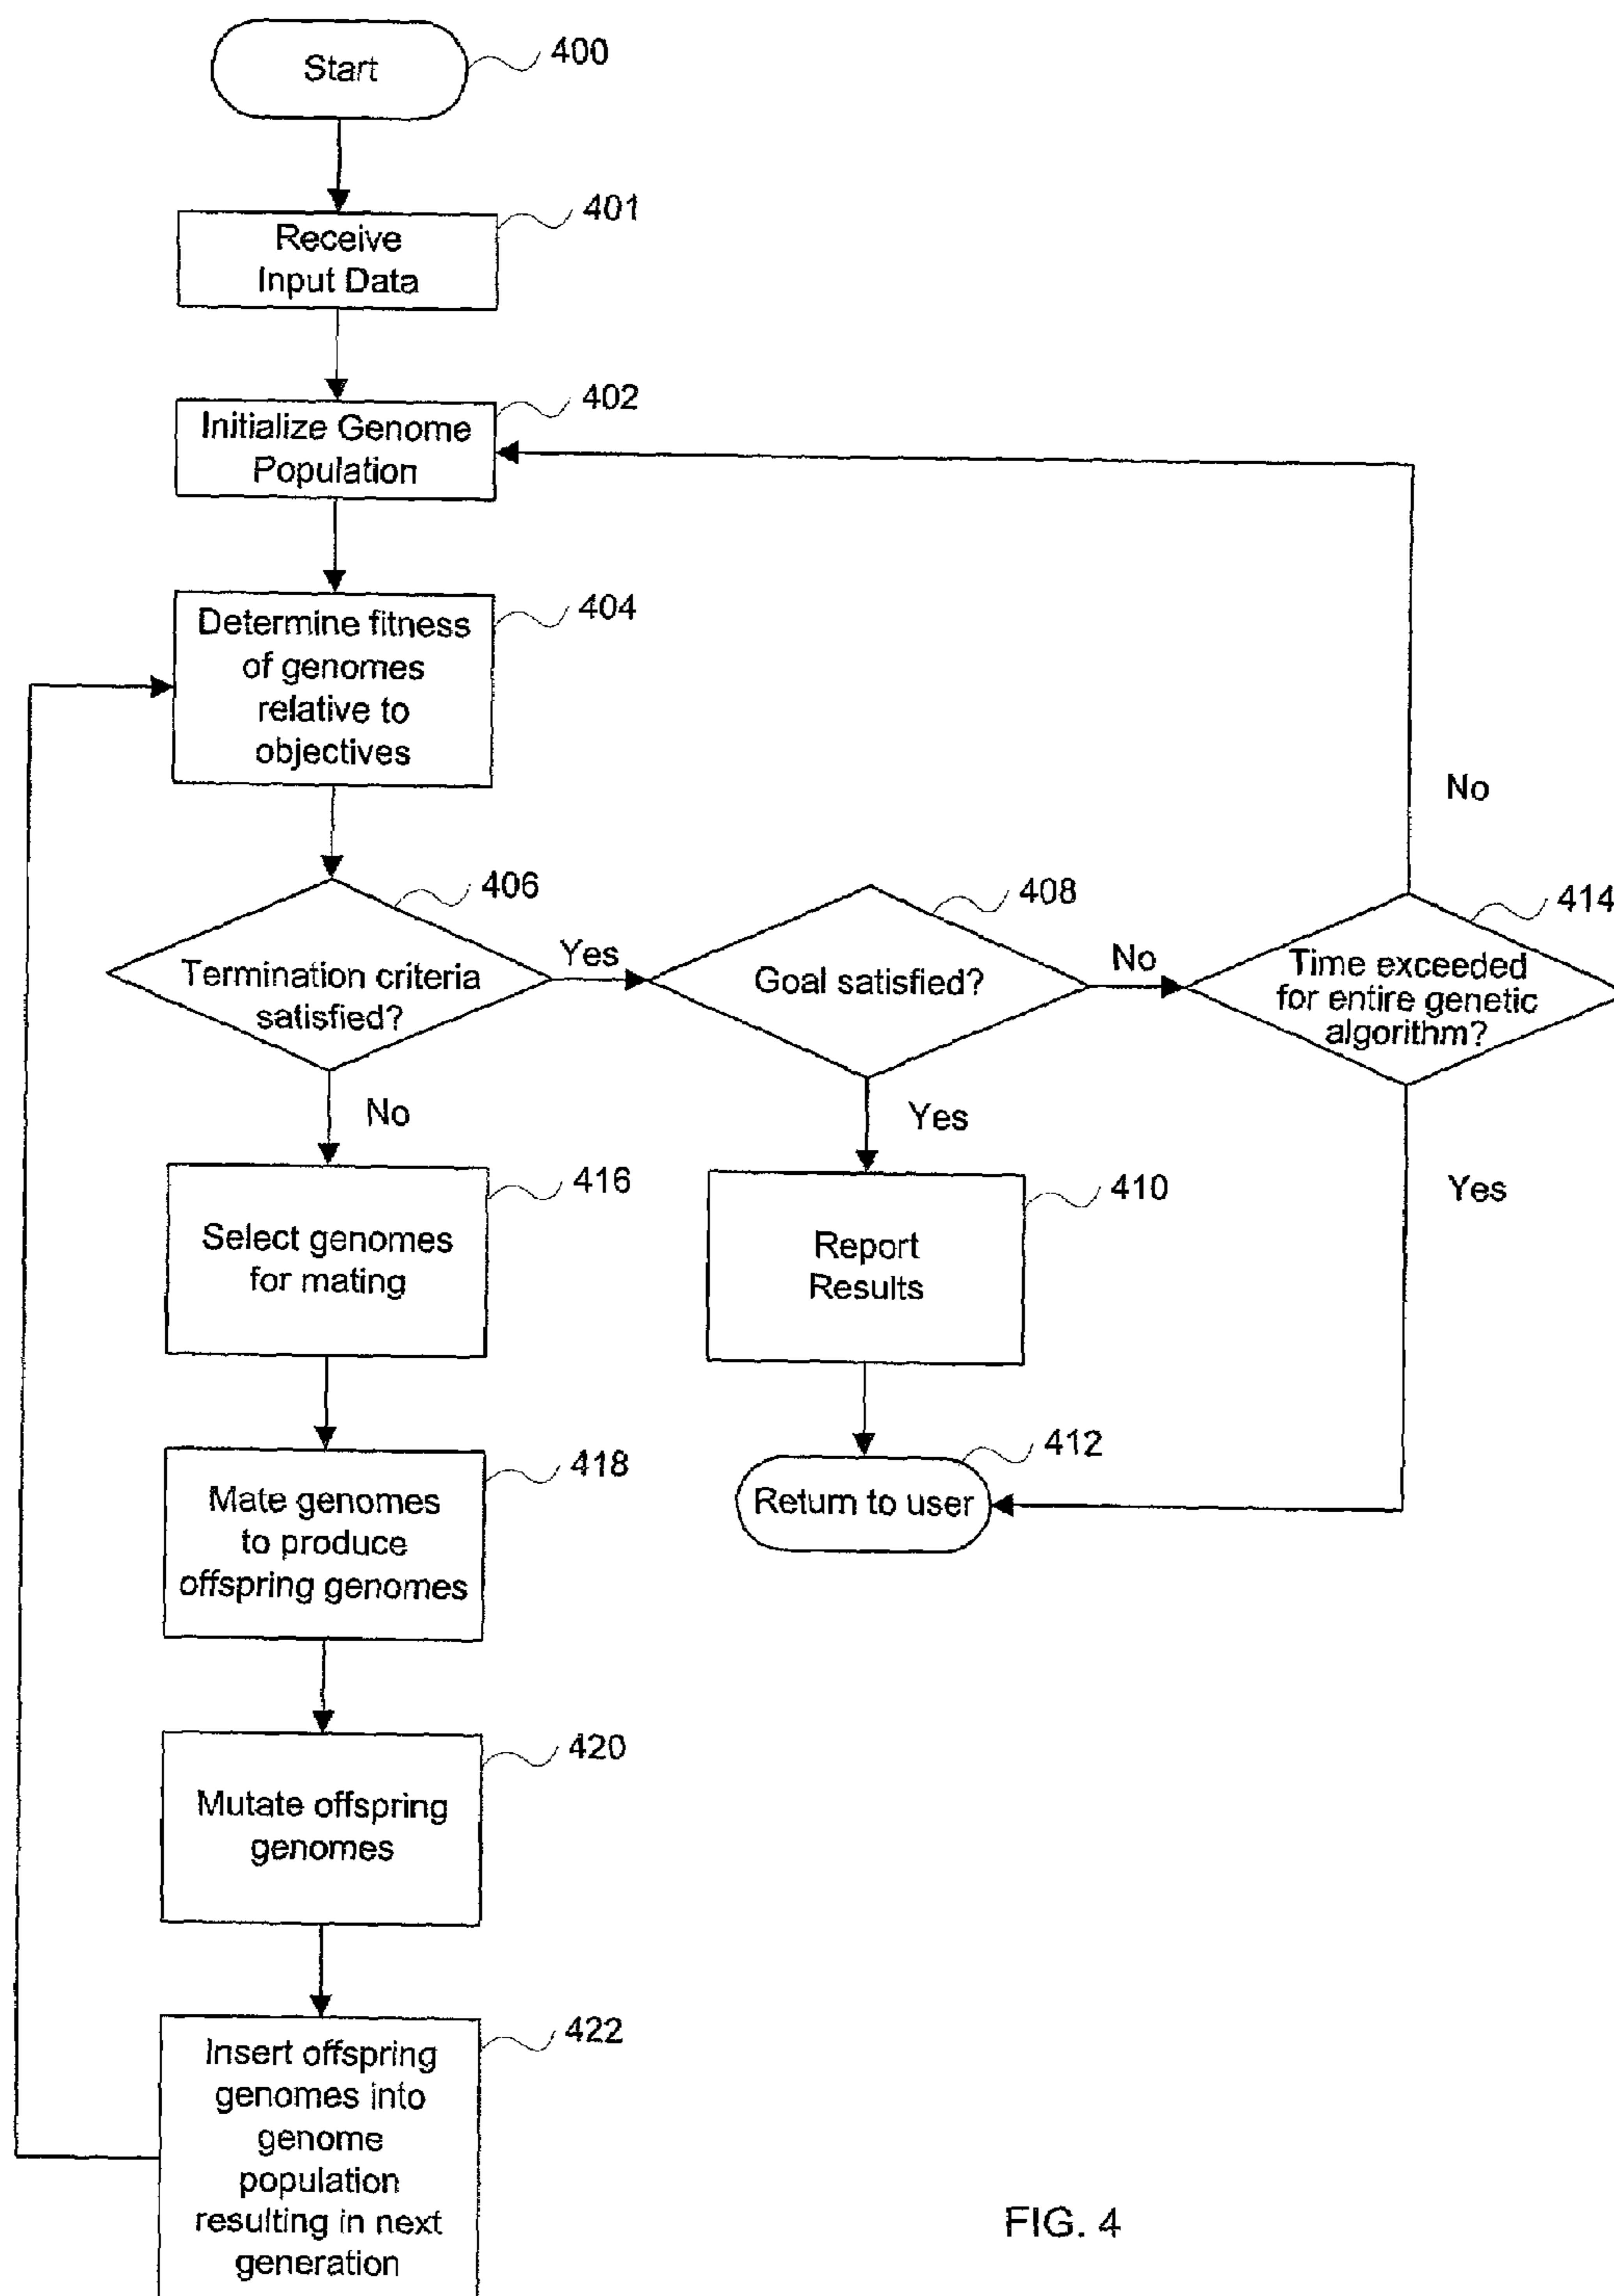 Start
400
401
Receive
Input Data
402
Initialize Genome
Population
404
Determine fitness
of genomes
relative to
objectives
No
406
408
414
Termination criteria
satisfied?
Yes
Goal satisfied?
No
Time exceeded
for entire genetic
algorithm?
No
Yes
Yes
416
Select genomes
for mating
410
Report
Results
418
Mate genomes
to produce
offspring genomes
412
Return to user
420
Mutate offspring
genomes
422
Insert offspring
genomes into
genome
population
resulting in next
generation
FIG. 4